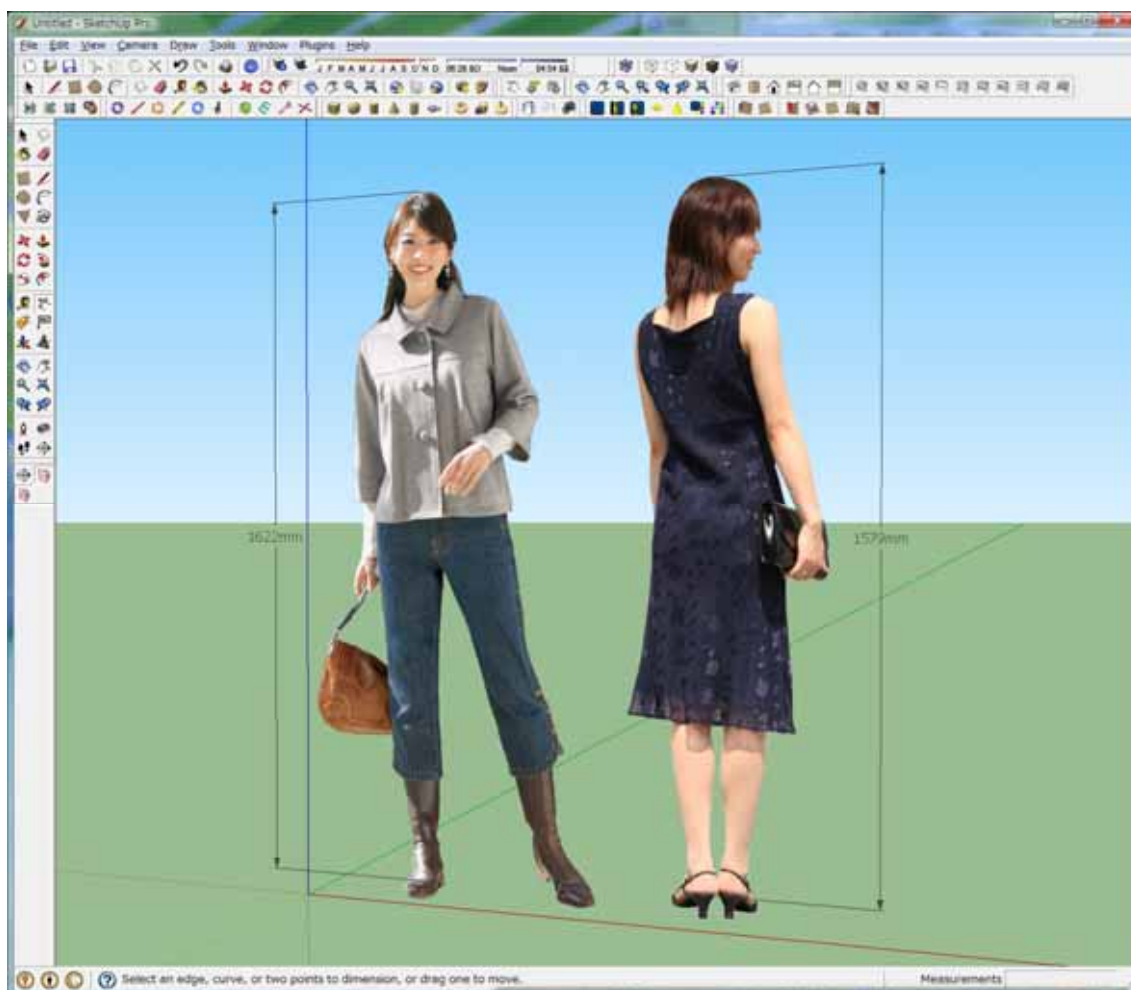 Untitled - SketchUp Pro
File Edit View Camera Draw Tools Window Plugins Help
J F M A M J J A S O N D Noon
1622mm
1579mm
Select an edge, curve, or two points to dimension, or drag one to move.
Measurements